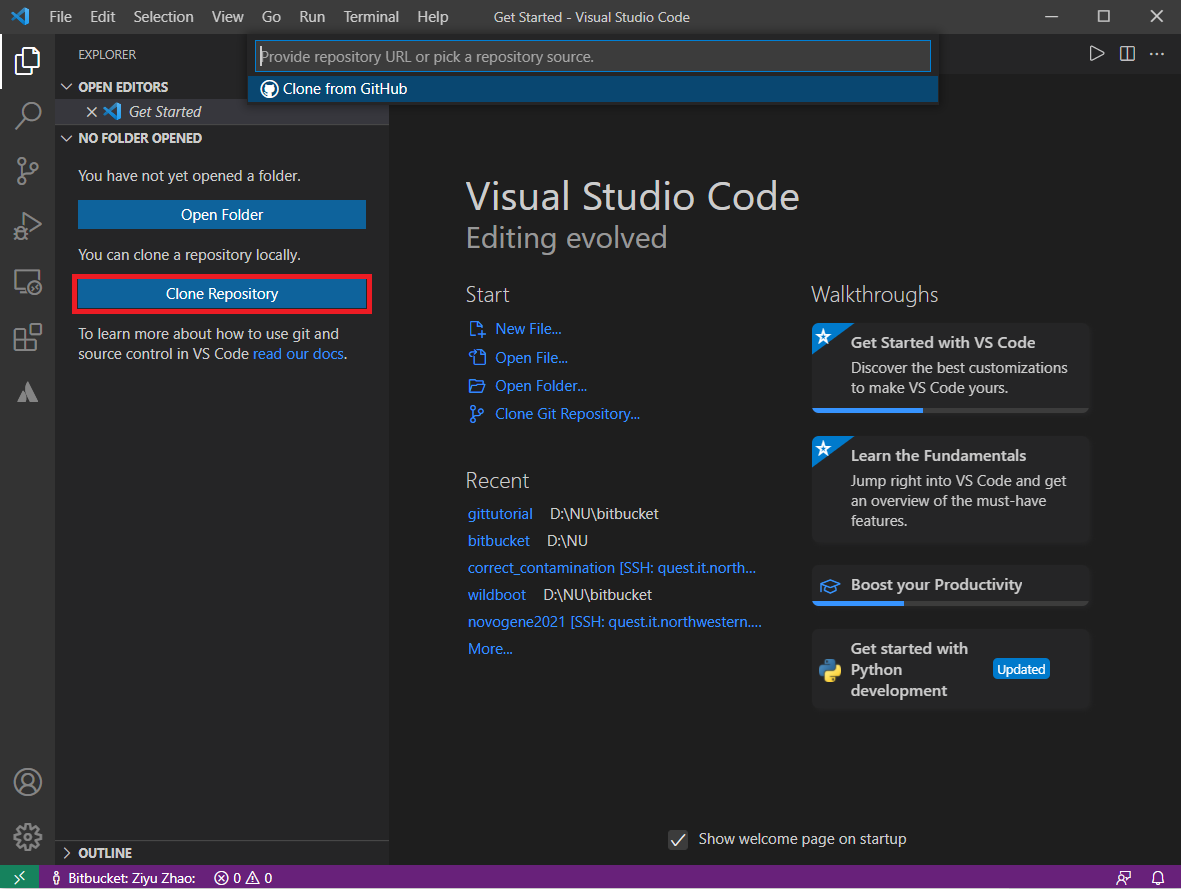 File Edit Selection View Go Run Terminal Help Get Started - Visual Studio Code
Provide repository URL or pick a repository source.
Clone from GitHub
EXPLORER
OPEN EDITORS
Get Started
NO FOLDER OPENED
You have not yet opened a folder.
Open Folder
You can clone a repository locally.
Clone Repository
To learn more about how to use git and
source control in VS Code read our docs.
OUTLINE
Visual Studio Code
Editing evolved
Start
New File...
Open File...
Open Folder...
Clone Git Repository...
Recent
gittutorial D:\NU\bitbucket
bitbucket D:\NU
correct_contamination [SSH: quest.it.north...
wildboot D:\NU\bitbucket
novogene2021 [SSH: quest.it.northwestern....
More...
Walkthroughs
Get Started with VS Code
Discover the best customizations
to make VS Code yours.
Learn the Fundamentals
Jump right into VS Code and get
an overview of the must-have
features.
Boost your Productivity
Get started with
Python
development
Updated
Show welcome page on startup
Bitbucket: Ziyu Zhao: 0 0